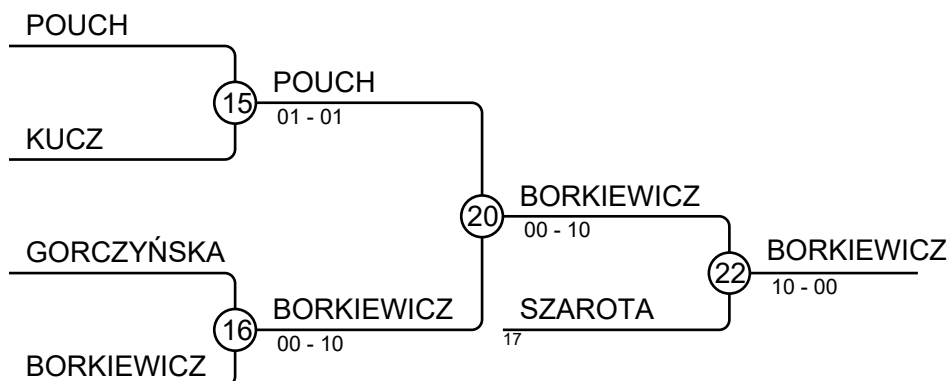 POUCH
15
POUCH
01 - 01
KUCZ
20
BORKIEWICZ
00 - 10
GORCZYŃSKA
16
BORKIEWICZ
00 - 10
BORKIEWICZ
22
BORKIEWICZ
10 - 00
SZAROTA
17